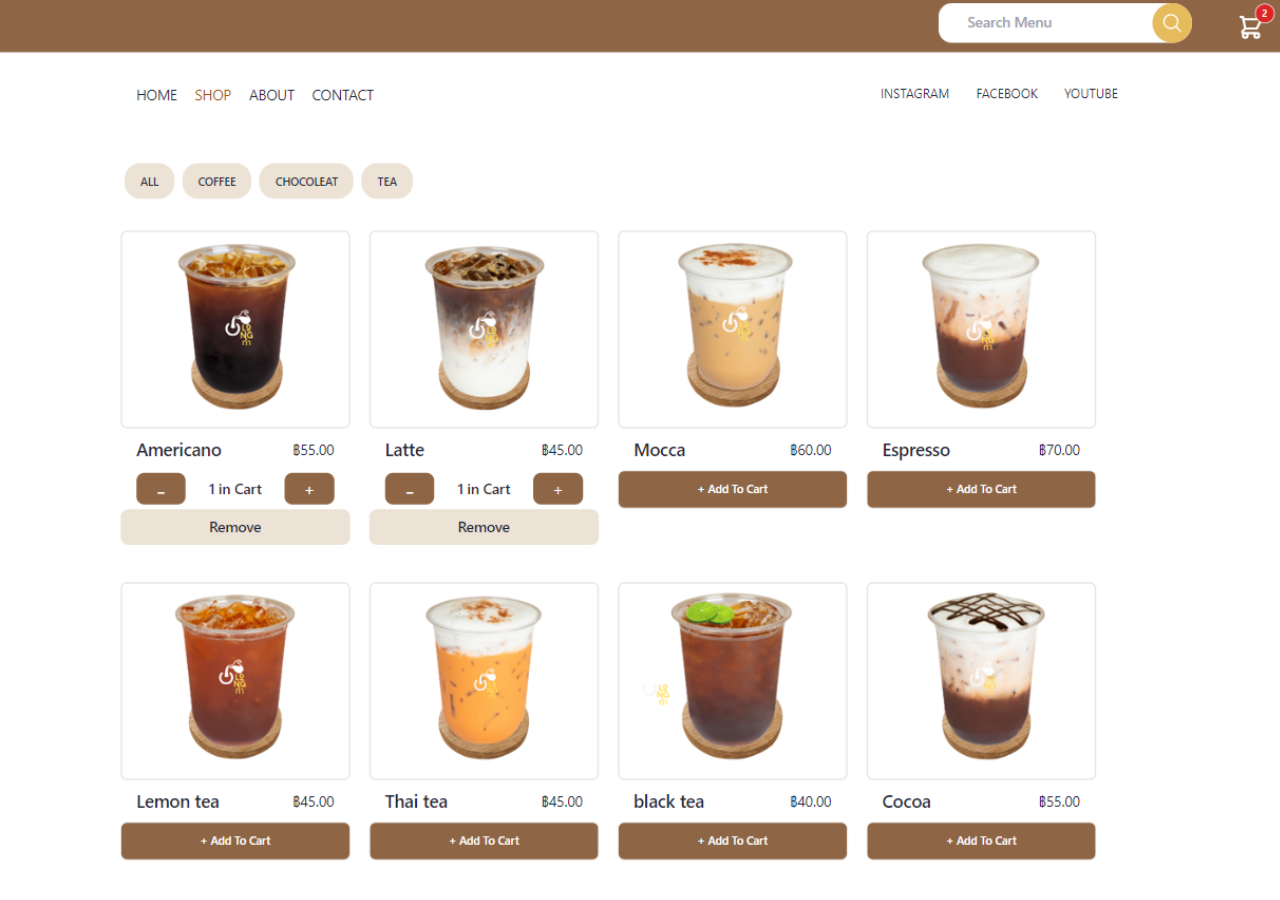 Search Menu
2
HOME SHOP ABOUT CONTACT
INSTAGRAM FACEBOOK YOUTUBE
ALL COFFEE CHOCOLEAT TEA
Americano ฿55.00
Latte ฿45.00
Mocca ฿60.00
Espresso ฿70.00
- 1 in Cart +
- 1 in Cart +
+ Add To Cart
+ Add To Cart
Remove
Remove
Lemon tea ฿45.00
Thai tea ฿45.00
black tea ฿40.00
Cocoa ฿55.00
+ Add To Cart
+ Add To Cart
+ Add To Cart
+ Add To Cart